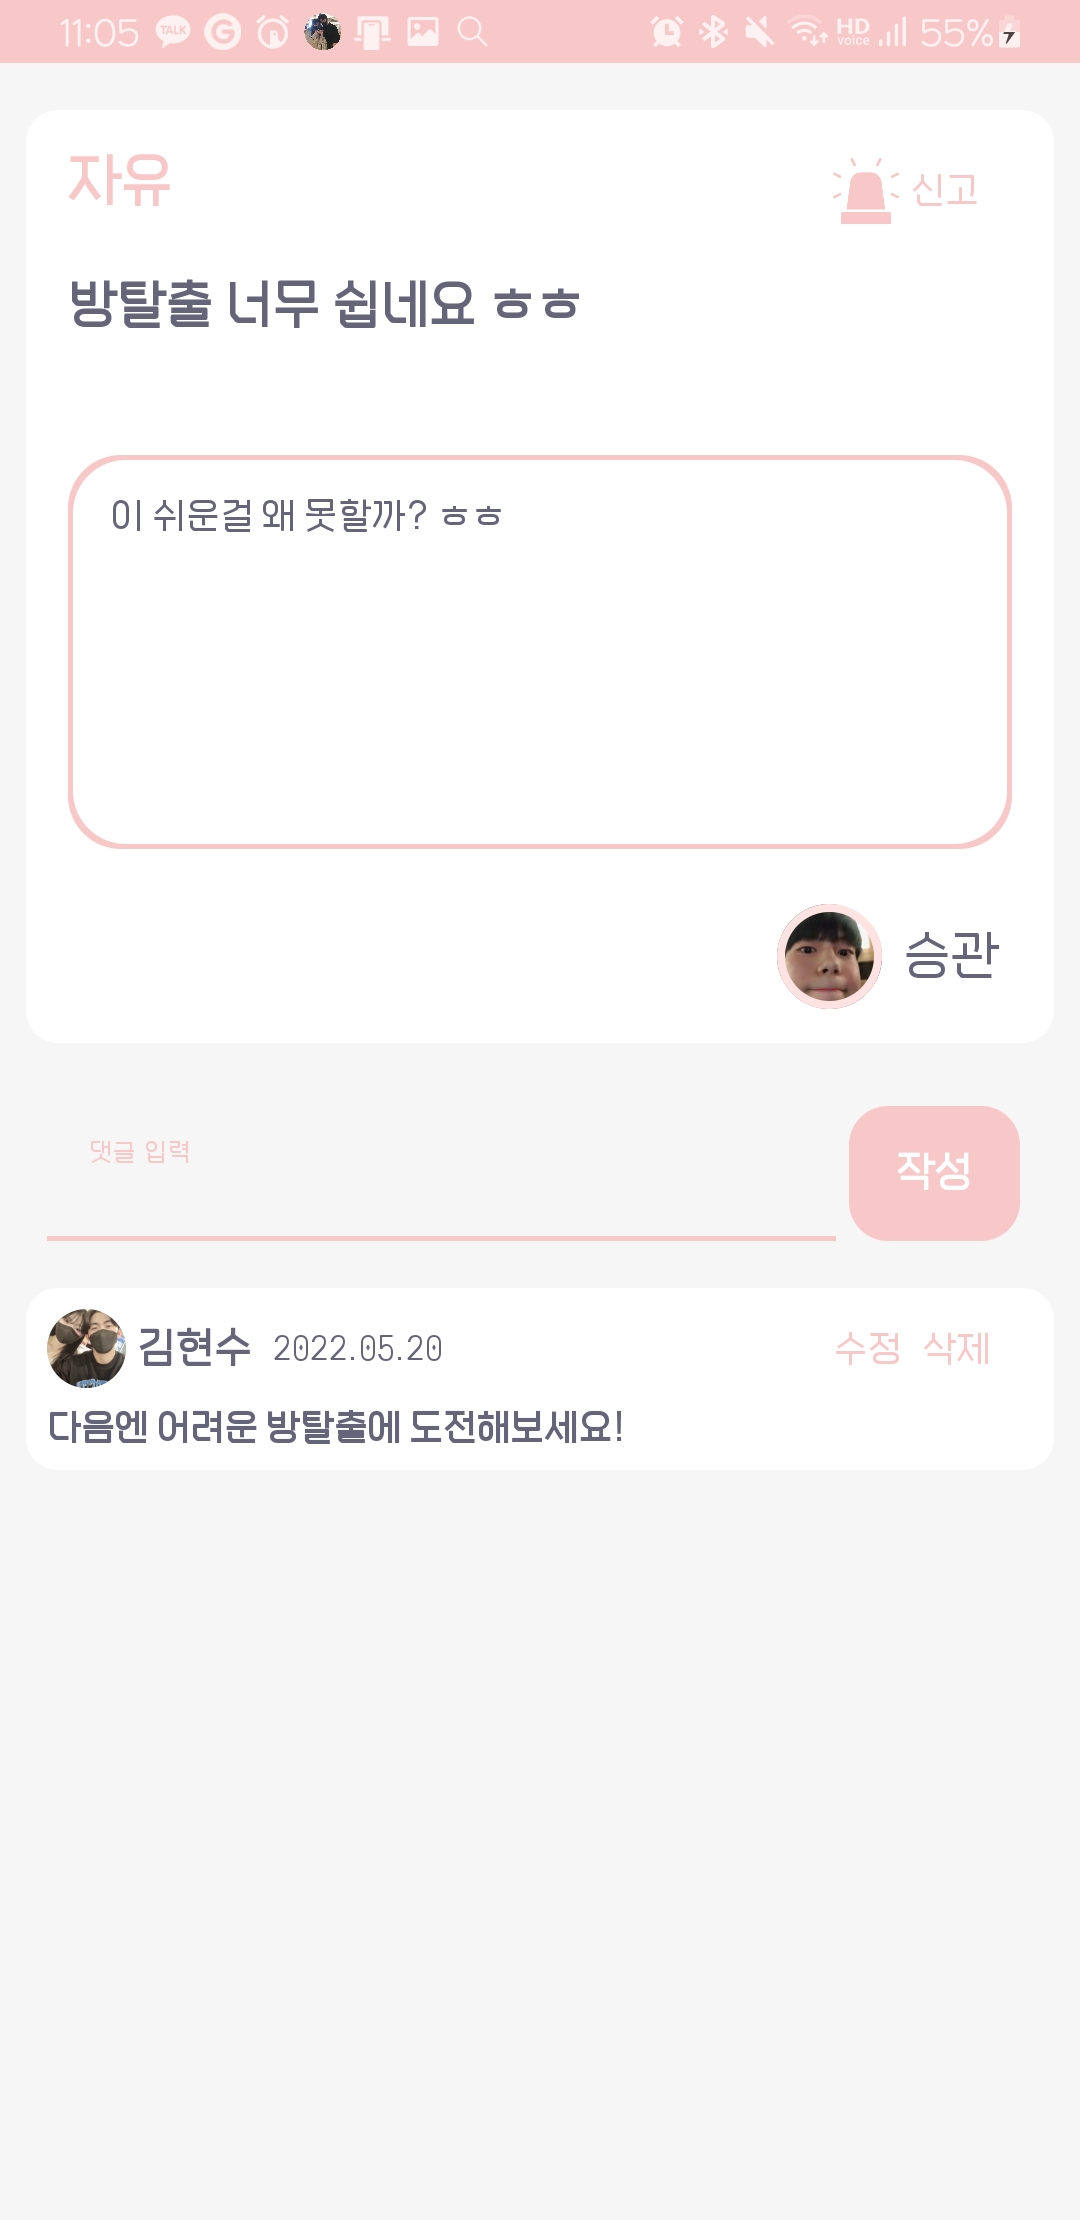 11:05 TALK G HD voice 55%
자유
신고
방탈출 너무 쉽네요 ㅎㅎ
이 쉬운걸 왜 못할까? ㅎㅎ
승관
댓글 입력
작성
김현수 2022.05.20 수정 삭제
다음엔 어려운 방탈출에 도전해보세요!